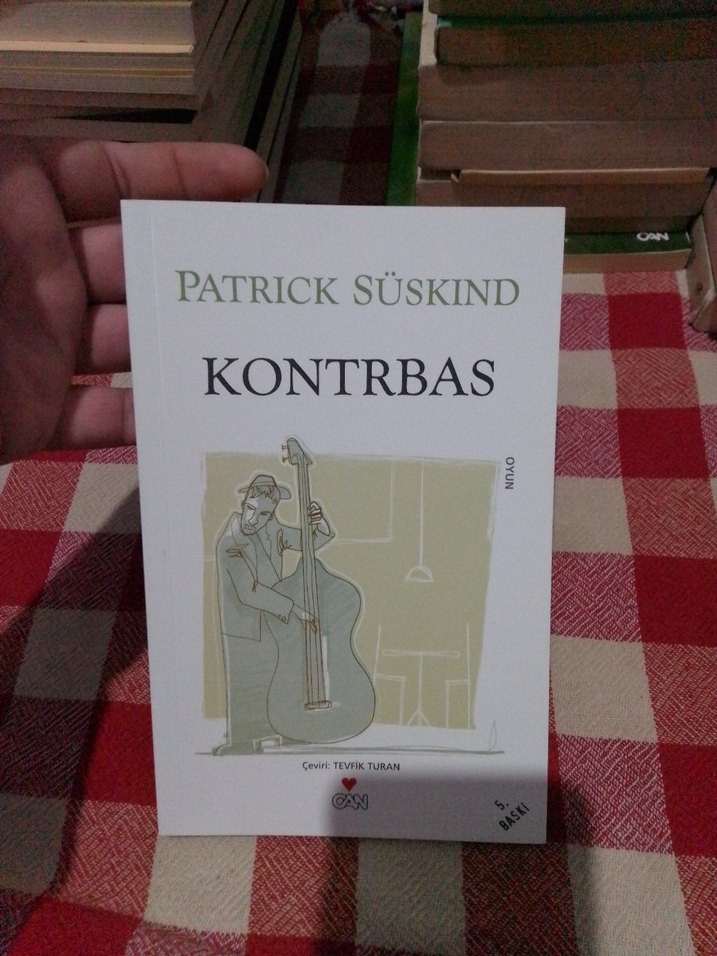 CAN
PATRICK SÜSKIND
KONTRBAS
OYUN
Çeviri: TEVFİK TURAN
CAN
5.
BASKI